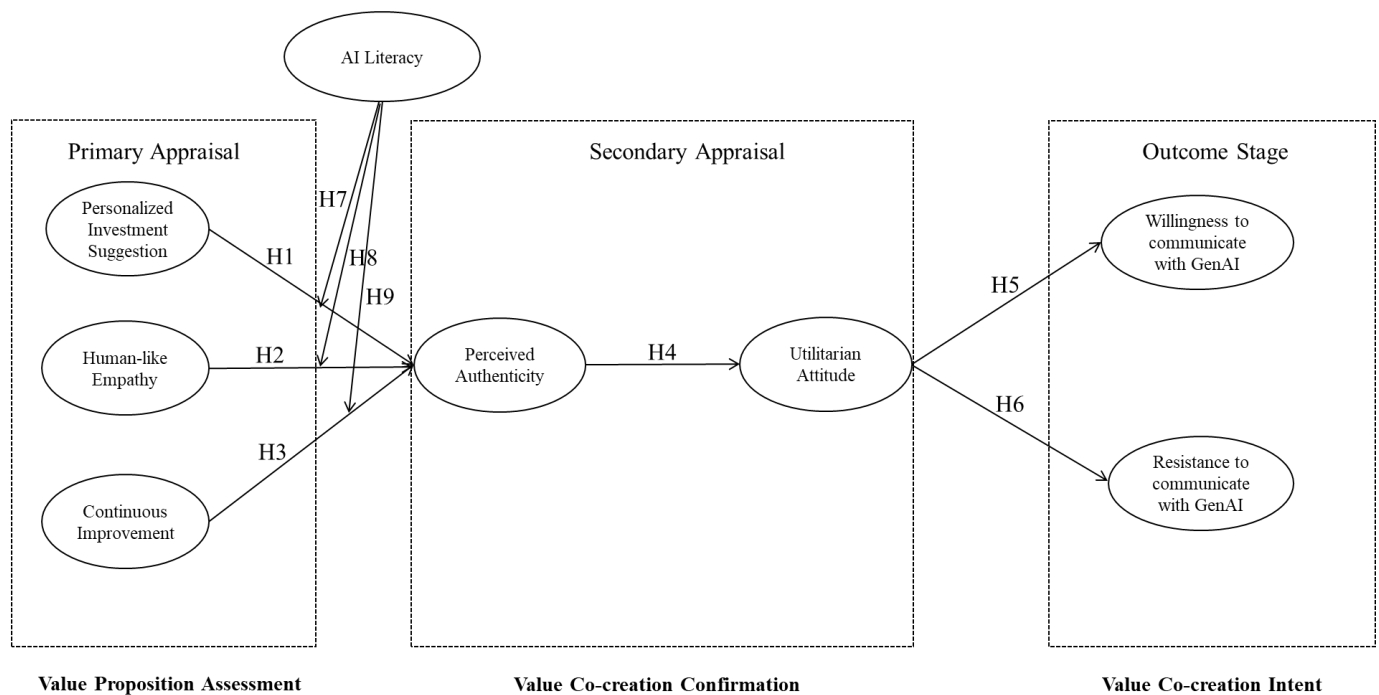 AI Literacy
Primary Appraisal
Secondary Appraisal
Outcome Stage
Personalized
Investment
Suggestion
H7
H1
H8
H9
Human-like
Empathy
H2
Continuous
Improvement
H3
Perceived
Authenticity
H4
Utilitarian
Attitude
H5
H6
Willingness to
communicate
with GenAI
Resistance to
communicate
with GenAI
Value Proposition Assessment
Value Co-creation Confirmation
Value Co-creation Intent